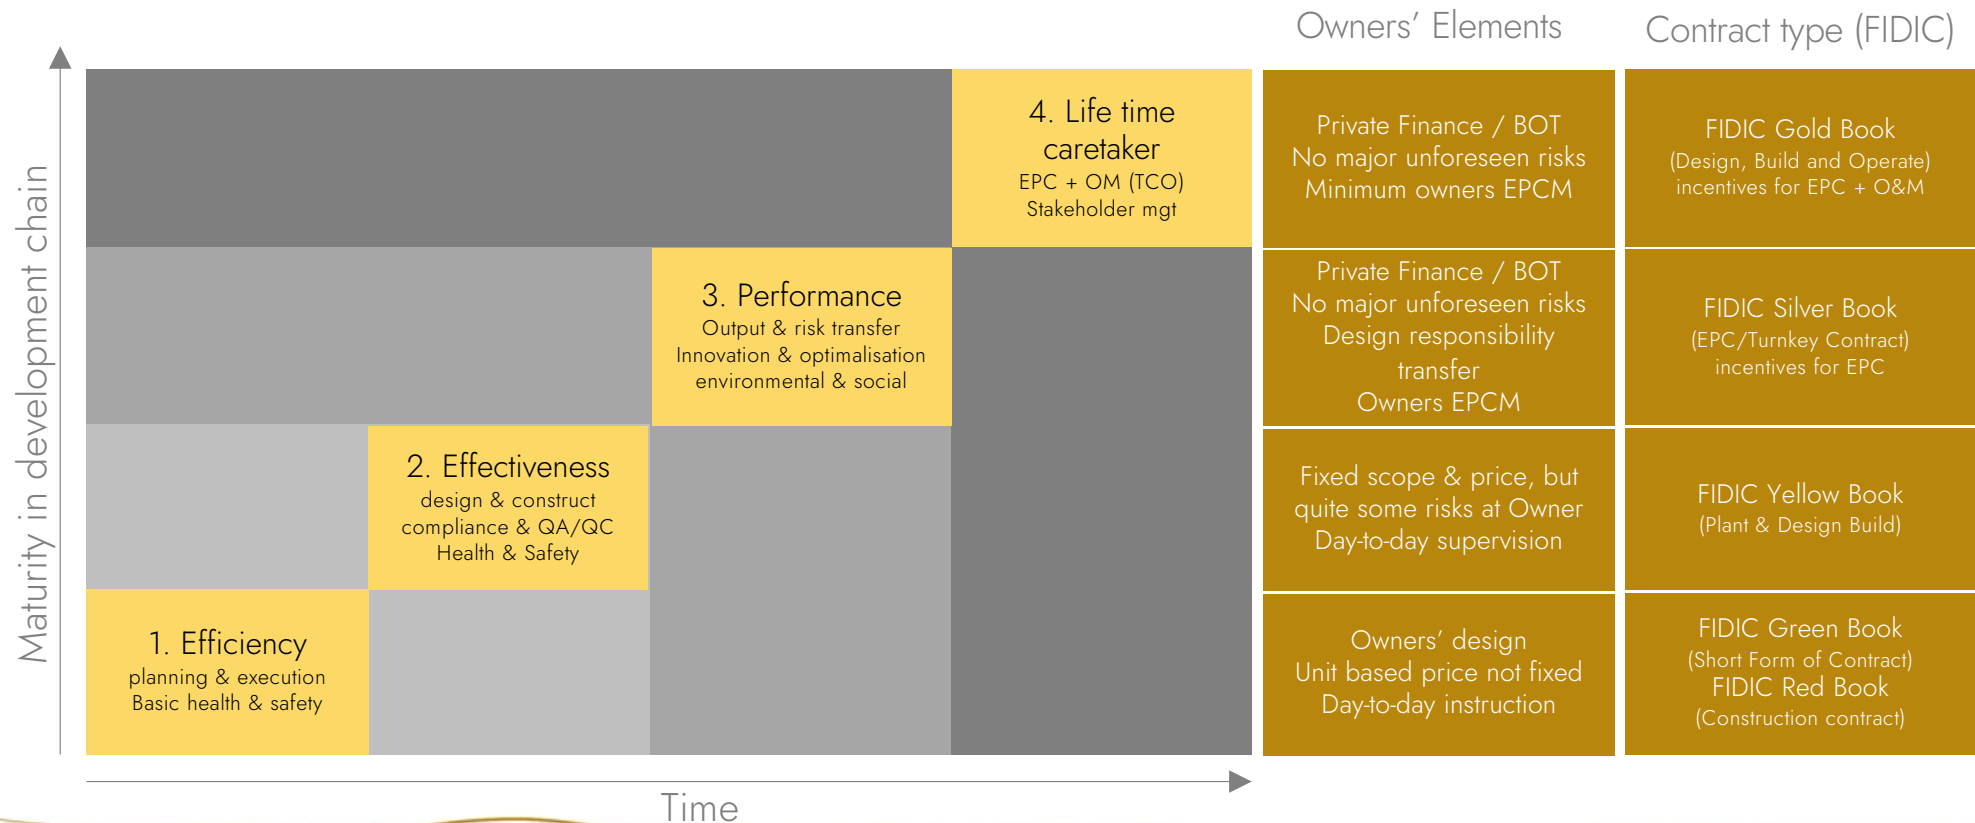 Owners' Elements
Contract type (FIDIC)
Maturity in development chain
4. Life time
caretaker
EPC + OM (TCO)
Stakeholder mgt
Private Finance / BOT
No major unforeseen risks
Minimum owners EPCM
FIDIC Gold Book
(Design, Build and Operate)
incentives for EPC + O&M
3. Performance
Output & risk transfer
Innovation & optimalisation
environmental & social
Private Finance / BOT
No major unforeseen risks
Design responsibility
transfer
Owners EPCM
FIDIC Silver Book
(EPC/Turnkey Contract)
incentives for EPC
2. Effectiveness
design & construct
compliance & QA/QC
Health & Safety
Fixed scope & price, but
quite some risks at Owner
Day-to-day supervision
FIDIC Yellow Book
(Plant & Design Build)
1. Efficiency
planning & execution
Basic health & safety
Owners' design
Unit based price not fixed
Day-to-day instruction
FIDIC Green Book
(Short Form of Contract)
FIDIC Red Book
(Construction contract)
Time